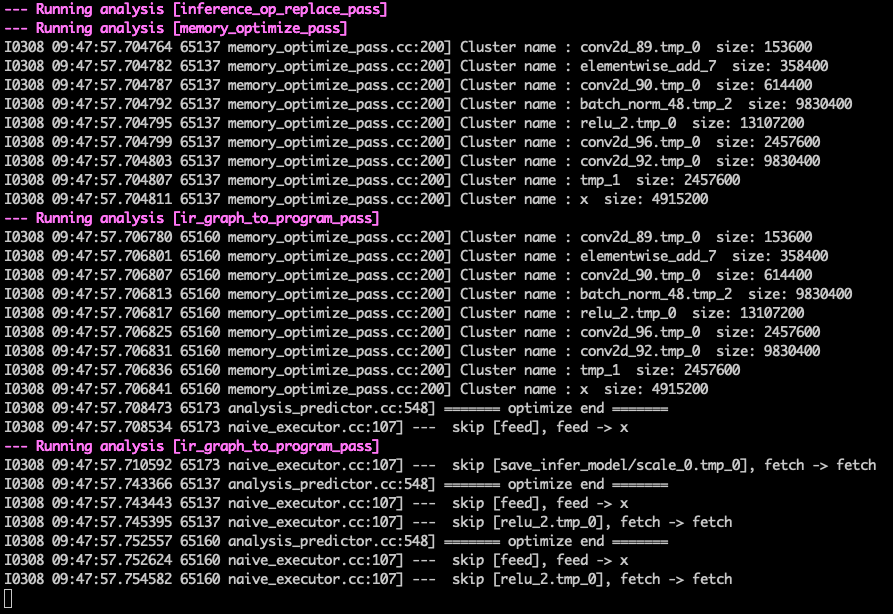 --- Running analysis [inference_op_replace_pass]
--- Running analysis [memory_optimize_pass]
I0308 09:47:57.704764 65137 memory_optimize_pass.cc:200] Cluster name : conv2d_89.tmp_0  size: 153600
I0308 09:47:57.704782 65137 memory_optimize_pass.cc:200] Cluster name : elementwise_add_7  size: 358400
I0308 09:47:57.704787 65137 memory_optimize_pass.cc:200] Cluster name : conv2d_90.tmp_0  size: 614400
I0308 09:47:57.704792 65137 memory_optimize_pass.cc:200] Cluster name : batch_norm_48.tmp_2  size: 9830400
I0308 09:47:57.704795 65137 memory_optimize_pass.cc:200] Cluster name : relu_2.tmp_0  size: 13107200
I0308 09:47:57.704799 65137 memory_optimize_pass.cc:200] Cluster name : conv2d_96.tmp_0  size: 2457600
I0308 09:47:57.704803 65137 memory_optimize_pass.cc:200] Cluster name : conv2d_92.tmp_0  size: 9830400
I0308 09:47:57.704807 65137 memory_optimize_pass.cc:200] Cluster name : tmp_1  size: 2457600
I0308 09:47:57.704811 65137 memory_optimize_pass.cc:200] Cluster name : x  size: 4915200
--- Running analysis [ir_graph_to_program_pass]
I0308 09:47:57.706780 65160 memory_optimize_pass.cc:200] Cluster name : conv2d_89.tmp_0  size: 153600
I0308 09:47:57.706801 65160 memory_optimize_pass.cc:200] Cluster name : elementwise_add_7  size: 358400
I0308 09:47:57.706807 65160 memory_optimize_pass.cc:200] Cluster name : conv2d_90.tmp_0  size: 614400
I0308 09:47:57.706813 65160 memory_optimize_pass.cc:200] Cluster name : batch_norm_48.tmp_2  size: 9830400
I0308 09:47:57.706817 65160 memory_optimize_pass.cc:200] Cluster name : relu_2.tmp_0  size: 13107200
I0308 09:47:57.706825 65160 memory_optimize_pass.cc:200] Cluster name : conv2d_96.tmp_0  size: 2457600
I0308 09:47:57.706831 65160 memory_optimize_pass.cc:200] Cluster name : conv2d_92.tmp_0  size: 9830400
I0308 09:47:57.706836 65160 memory_optimize_pass.cc:200] Cluster name : tmp_1  size: 2457600
I0308 09:47:57.706841 65160 memory_optimize_pass.cc:200] Cluster name : x  size: 4915200
I0308 09:47:57.708473 65173 analysis_predictor.cc:548] ======= optimize end =======
I0308 09:47:57.708534 65173 naive_executor.cc:107] ---  skip [feed], feed -> x
--- Running analysis [ir_graph_to_program_pass]
I0308 09:47:57.710592 65173 naive_executor.cc:107] ---  skip [save_infer_model/scale_0.tmp_0], fetch -> fetch
I0308 09:47:57.743366 65137 analysis_predictor.cc:548] ======= optimize end =======
I0308 09:47:57.743443 65137 naive_executor.cc:107] ---  skip [feed], feed -> x
I0308 09:47:57.745395 65137 naive_executor.cc:107] ---  skip [relu_2.tmp_0], fetch -> fetch
I0308 09:47:57.752557 65160 analysis_predictor.cc:548] ======= optimize end =======
I0308 09:47:57.752624 65160 naive_executor.cc:107] ---  skip [feed], feed -> x
I0308 09:47:57.754582 65160 naive_executor.cc:107] ---  skip [relu_2.tmp_0], fetch -> fetch